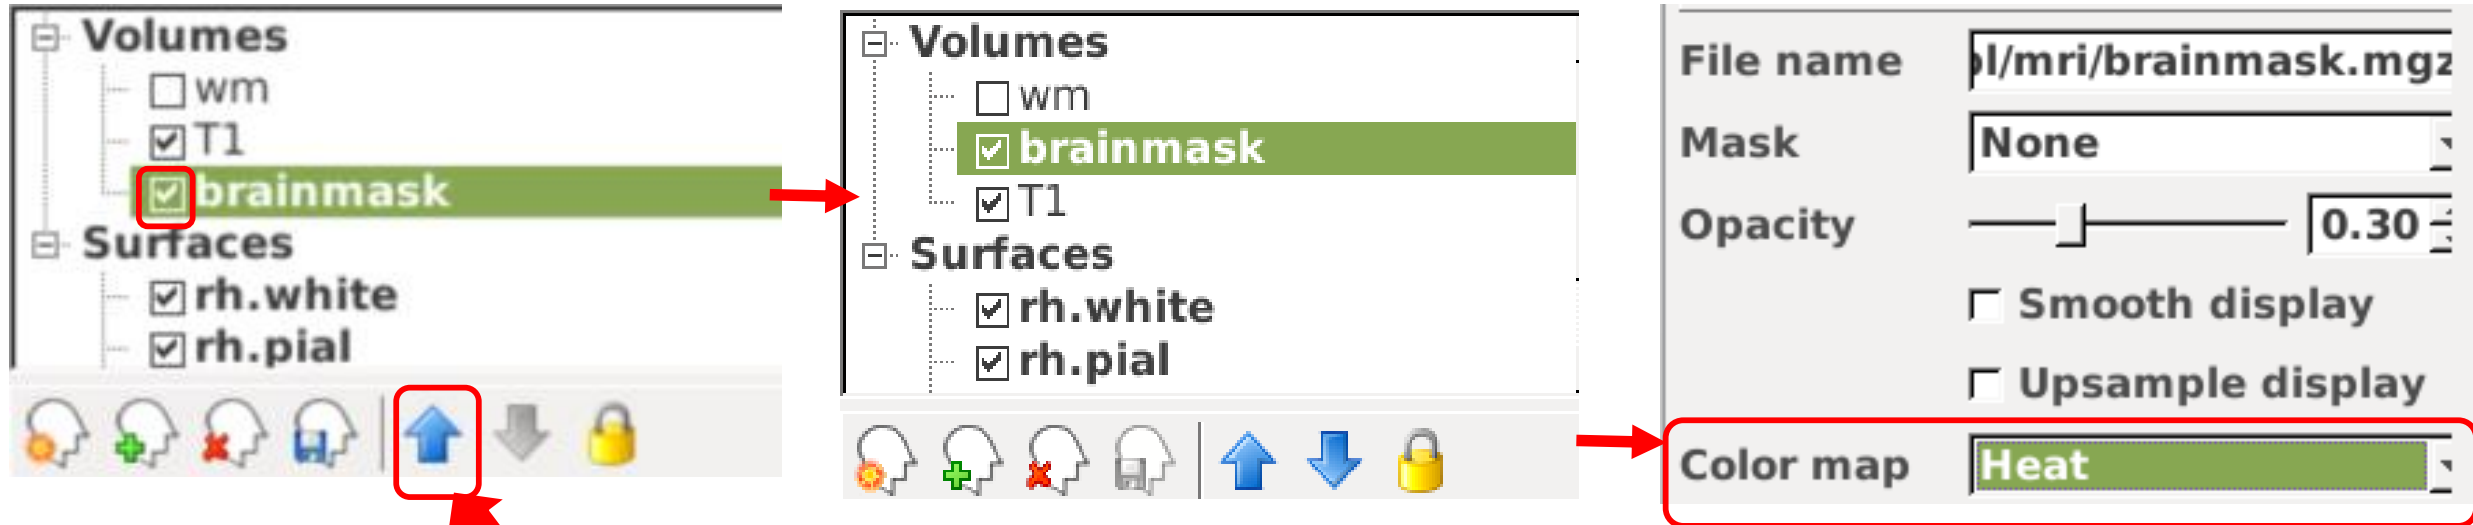 Volumes
wm
T1
brainmask
Surfaces
rh.white
rh.pial
Volumes
wm
brainmask
T1
Surfaces
rh.white
rh.pial
File name ol/mri/brainmask.mgz
Mask None
Opacity 0.30
Smooth display
Upsample display
Color map Heat